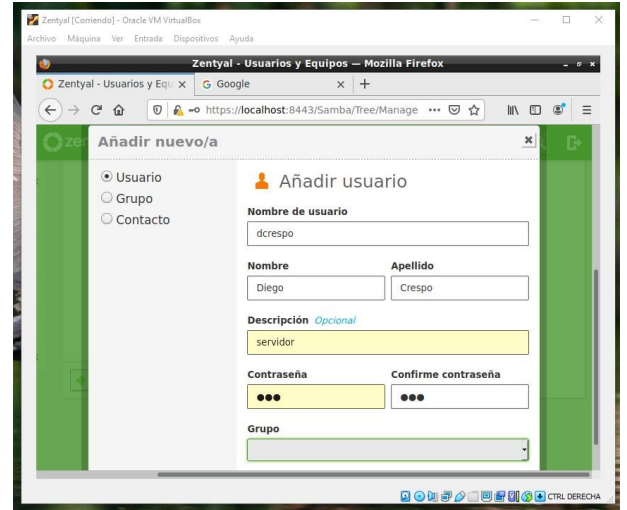 Zentyal [Corriendo] - Oracle VM VirtualBox
Archivo Máquina Ver Entrada Dispositivos Ayuda
Zentyal - Usuarios y Equipos — Mozilla Firefox
Zentyal - Usuarios y Equ
Google
https://localhost:8443/Samba/Tree/Manage
zen
Añadir nuevo/a
Usuario
Grupo
Contacto
Añadir usuario
Nombre de usuario
dcrespo
Nombre Apellido
Diego Crespo
Descripción Opcional
servidor
Contraseña Confirme contraseña
●●● ●●●
Grupo
CTRL DERECHA